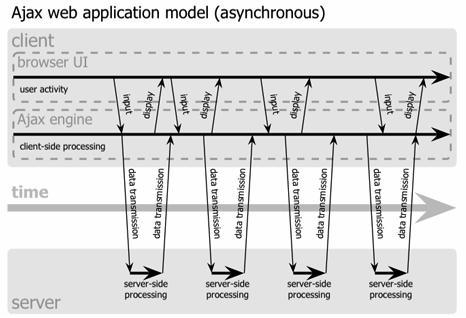 Ajax web application model (asynchronous)
client
browser UI
user activity
input
display
input
display
input
display
input
display
Ajax engine
client-side processing
data transmission
data transmission
data transmission
data transmission
data transmission
data transmission
data transmission
data transmission
time
server-side
processing
server-side
processing
server-side
processing
server-side
processing
server